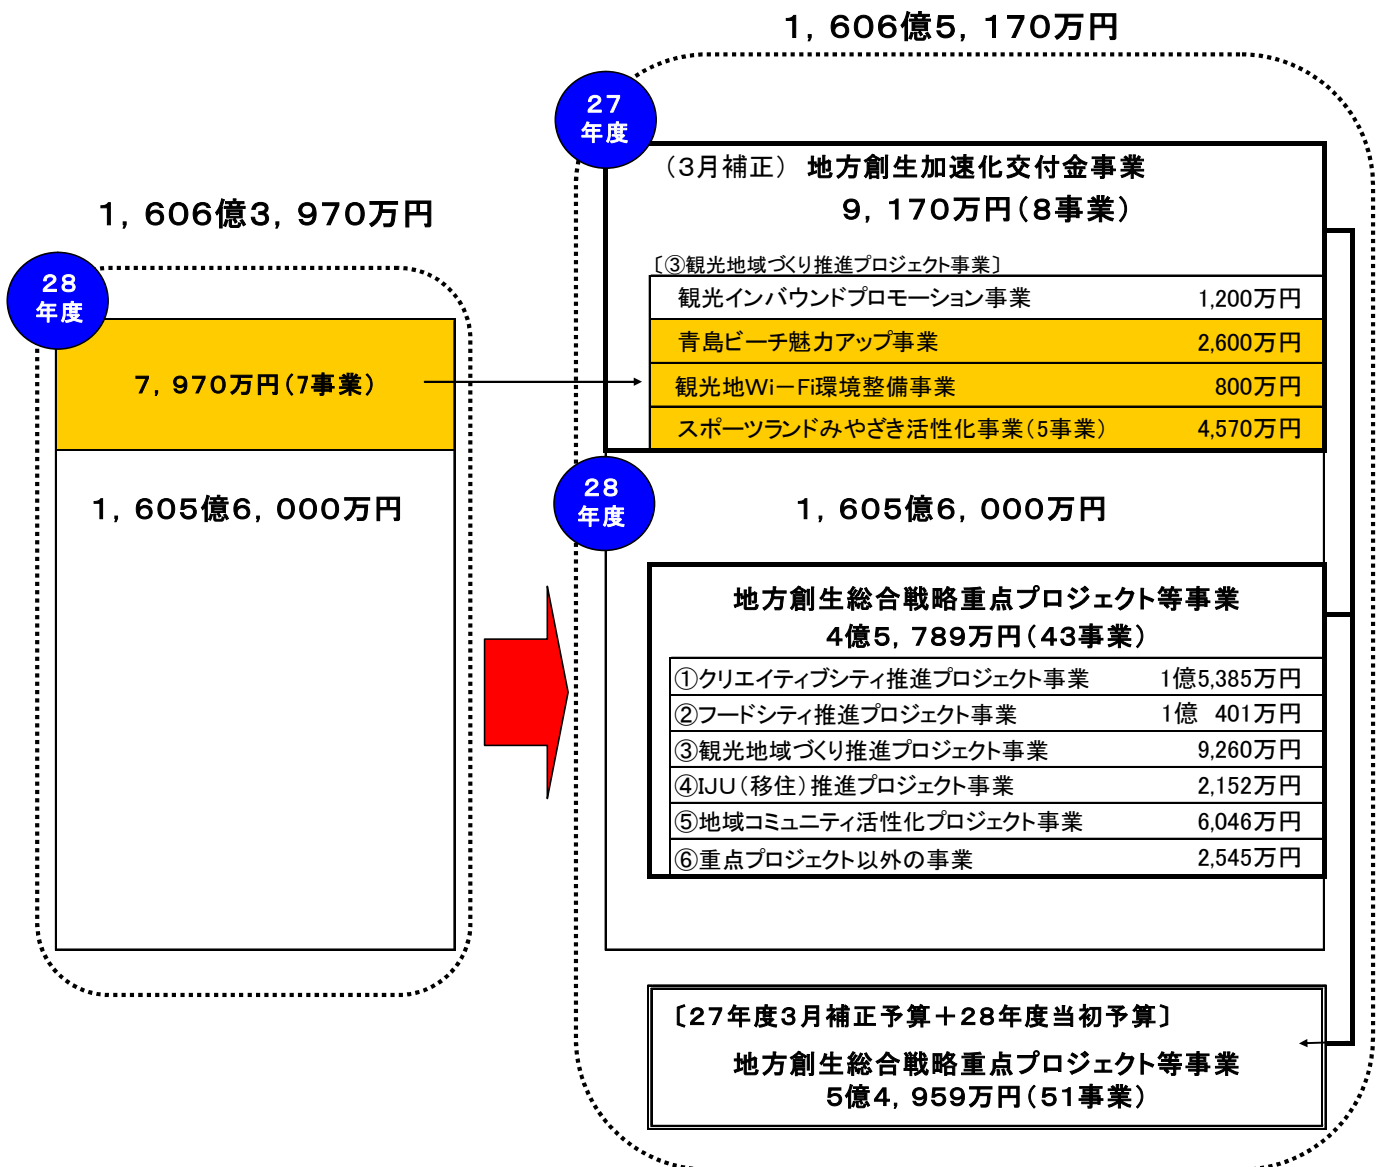 1,606億5,170万円
27
年度
（3月補正） 地方創生加速化交付金事業
9,170万円（8事業）
〔③観光地域づくり推進プロジェクト事業〕
観光インバウンドプロモーション事業 1,200万円
青島ビーチ魅力アップ事業 2,600万円
観光地Wi－Fi環境整備事業 800万円
スポーツランドみやざき活性化事業（5事業） 4,570万円
1,606億3,970万円
28
年度
7,970万円（7事業）
1,605億6,000万円
28
年度
1,605億6,000万円
地方創生総合戦略重点プロジェクト等事業
4億5,789万円（43事業）
①クリエイティブシティ推進プロジェクト事業 1億5,385万円
②フードシティ推進プロジェクト事業 1億 401万円
③観光地域づくり推進プロジェクト事業 9,260万円
④IJU（移住）推進プロジェクト事業 2,152万円
⑤地域コミュニティ活性化プロジェクト事業 6,046万円
⑥重点プロジェクト以外の事業 2,545万円
〔27年度3月補正予算＋28年度当初予算〕
地方創生総合戦略重点プロジェクト等事業
5億4,959万円（51事業）